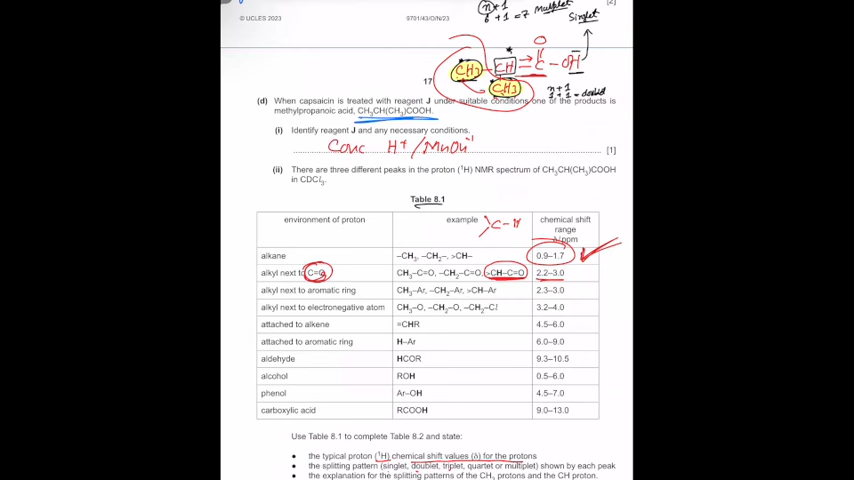 [2]
n+1
6+1=7 Multiplet
© UCLES 2023
9701/43/O/N/23
Singlet
O
CH3 - CH - C - OH
17
CH3
n+1
1+1=doublet
(d) When capsaicin is treated with reagent J under suitable conditions one of the products is
methylpropanoic acid, CH₃CH(CH₃)COOH.
(i) Identify reagent J and any necessary conditions.
Conc H+/MnO4-1
[1]
(ii) There are three different peaks in the proton (¹H) NMR spectrum of CH₃CH(CH₃)COOH
in CDCl₃.
Table 8.1
environment of proton example chemical shift
C-H range
δ/ppm
alkane –CH₃, –CH₂–, >CH– 0.9–1.7
alkyl next to C=O CH₃–C=O, –CH₂–C=O, >CH–C=O 2.2–3.0
alkyl next to aromatic ring CH₃–Ar, –CH₂–Ar, >CH–Ar 2.3–3.0
alkyl next to electronegative atom CH₃–O, –CH₂–O, –CH₂–Cl 3.2–4.0
attached to alkene =CHR 4.5–6.0
attached to aromatic ring H–Ar 6.0–9.0
aldehyde HCOR 9.3–10.5
alcohol ROH 0.5–6.0
phenol Ar–OH 4.5–7.0
carboxylic acid RCOOH 9.0–13.0
Use Table 8.1 to complete Table 8.2 and state:
• the typical proton (¹H) chemical shift values (δ) for the protons
• the splitting pattern (singlet, doublet, triplet, quartet or multiplet) shown by each peak
• the explanation for the splitting patterns of the CH₃ protons and the CH proton.